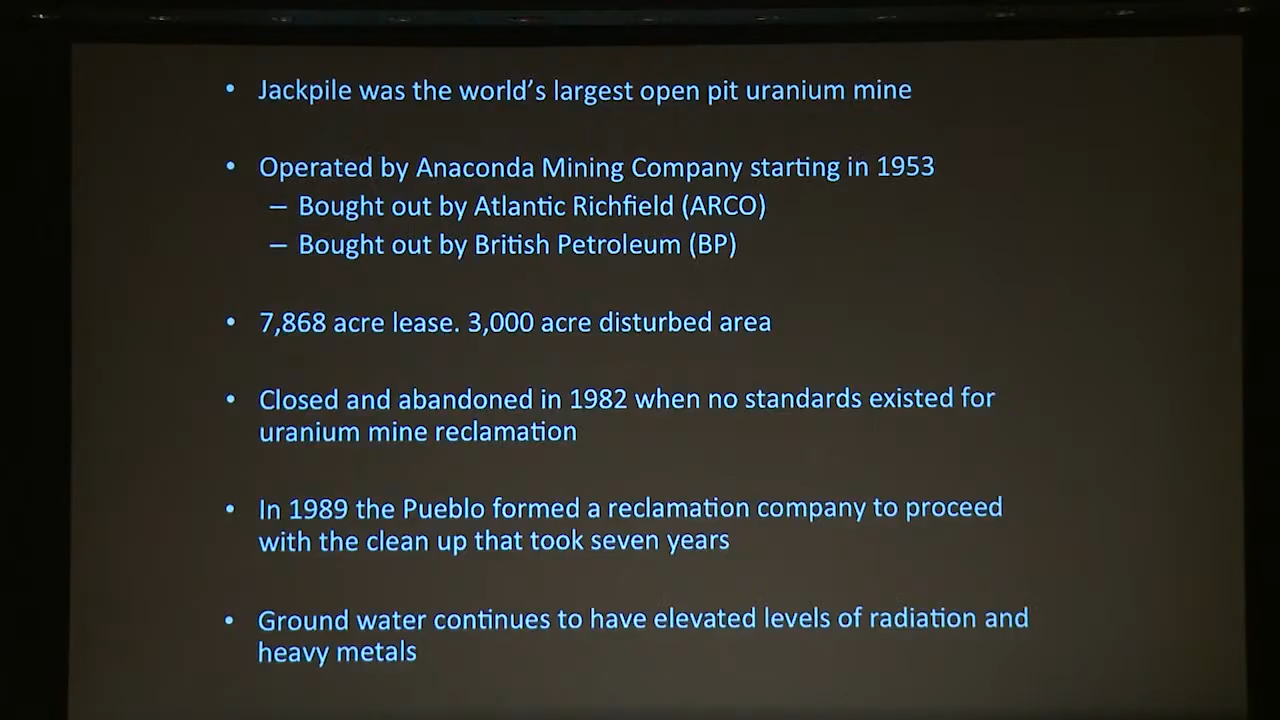 • Jackpile was the world's largest open pit uranium mine
• Operated by Anaconda Mining Company starting in 1953
– Bought out by Atlantic Richfield (ARCO)
– Bought out by British Petroleum (BP)
• 7,868 acre lease. 3,000 acre disturbed area
• Closed and abandoned in 1982 when no standards existed for
uranium mine reclamation
• In 1989 the Pueblo formed a reclamation company to proceed
with the clean up that took seven years
• Ground water continues to have elevated levels of radiation and
heavy metals